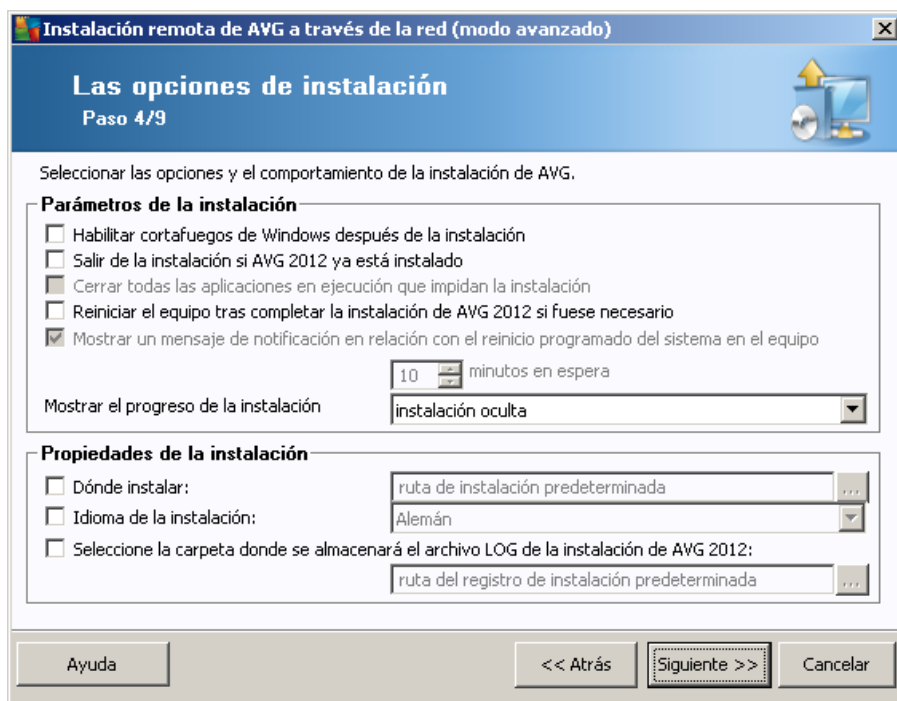 Instalación remota de AVG a través de la red (modo avanzado)
Las opciones de instalación
Paso 4/9
Seleccionar las opciones y el comportamiento de la instalación de AVG.
Parámetros de la instalación
Habilitar cortafuegos de Windows después de la instalación
Salir de la instalación si AVG 2012 ya está instalado
Cerrar todas las aplicaciones en ejecución que impidan la instalación
Reiniciar el equipo tras completar la instalación de AVG 2012 si fuese necesario
Mostrar un mensaje de notificación en relación con el reinicio programado del sistema en el equipo
10 minutos en espera
Mostrar el progreso de la instalación instalación oculta
Propiedades de la instalación
Dónde instalar: ruta de instalación predeterminada ...
Idioma de la instalación: Alemán
Seleccione la carpeta donde se almacenará el archivo LOG de la instalación de AVG 2012:
ruta del registro de instalación predeterminada ...
Ayuda << Atrás Siguiente >> Cancelar